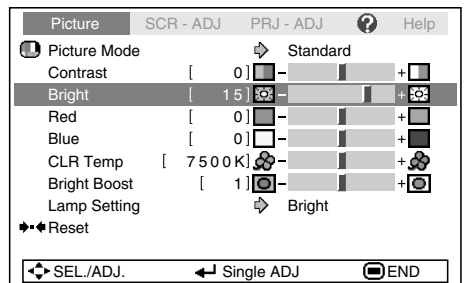 Picture SCR - ADJ PRJ - ADJ ? Help
Picture Mode Standard
Contrast [ 0] - +
Bright [ 15] - +
Red [ 0] - +
Blue [ 0] - +
CLR Temp [ 7500K] - +
Bright Boost [ 1] - +
Lamp Setting Bright
Reset
SEL./ADJ. Single ADJ END